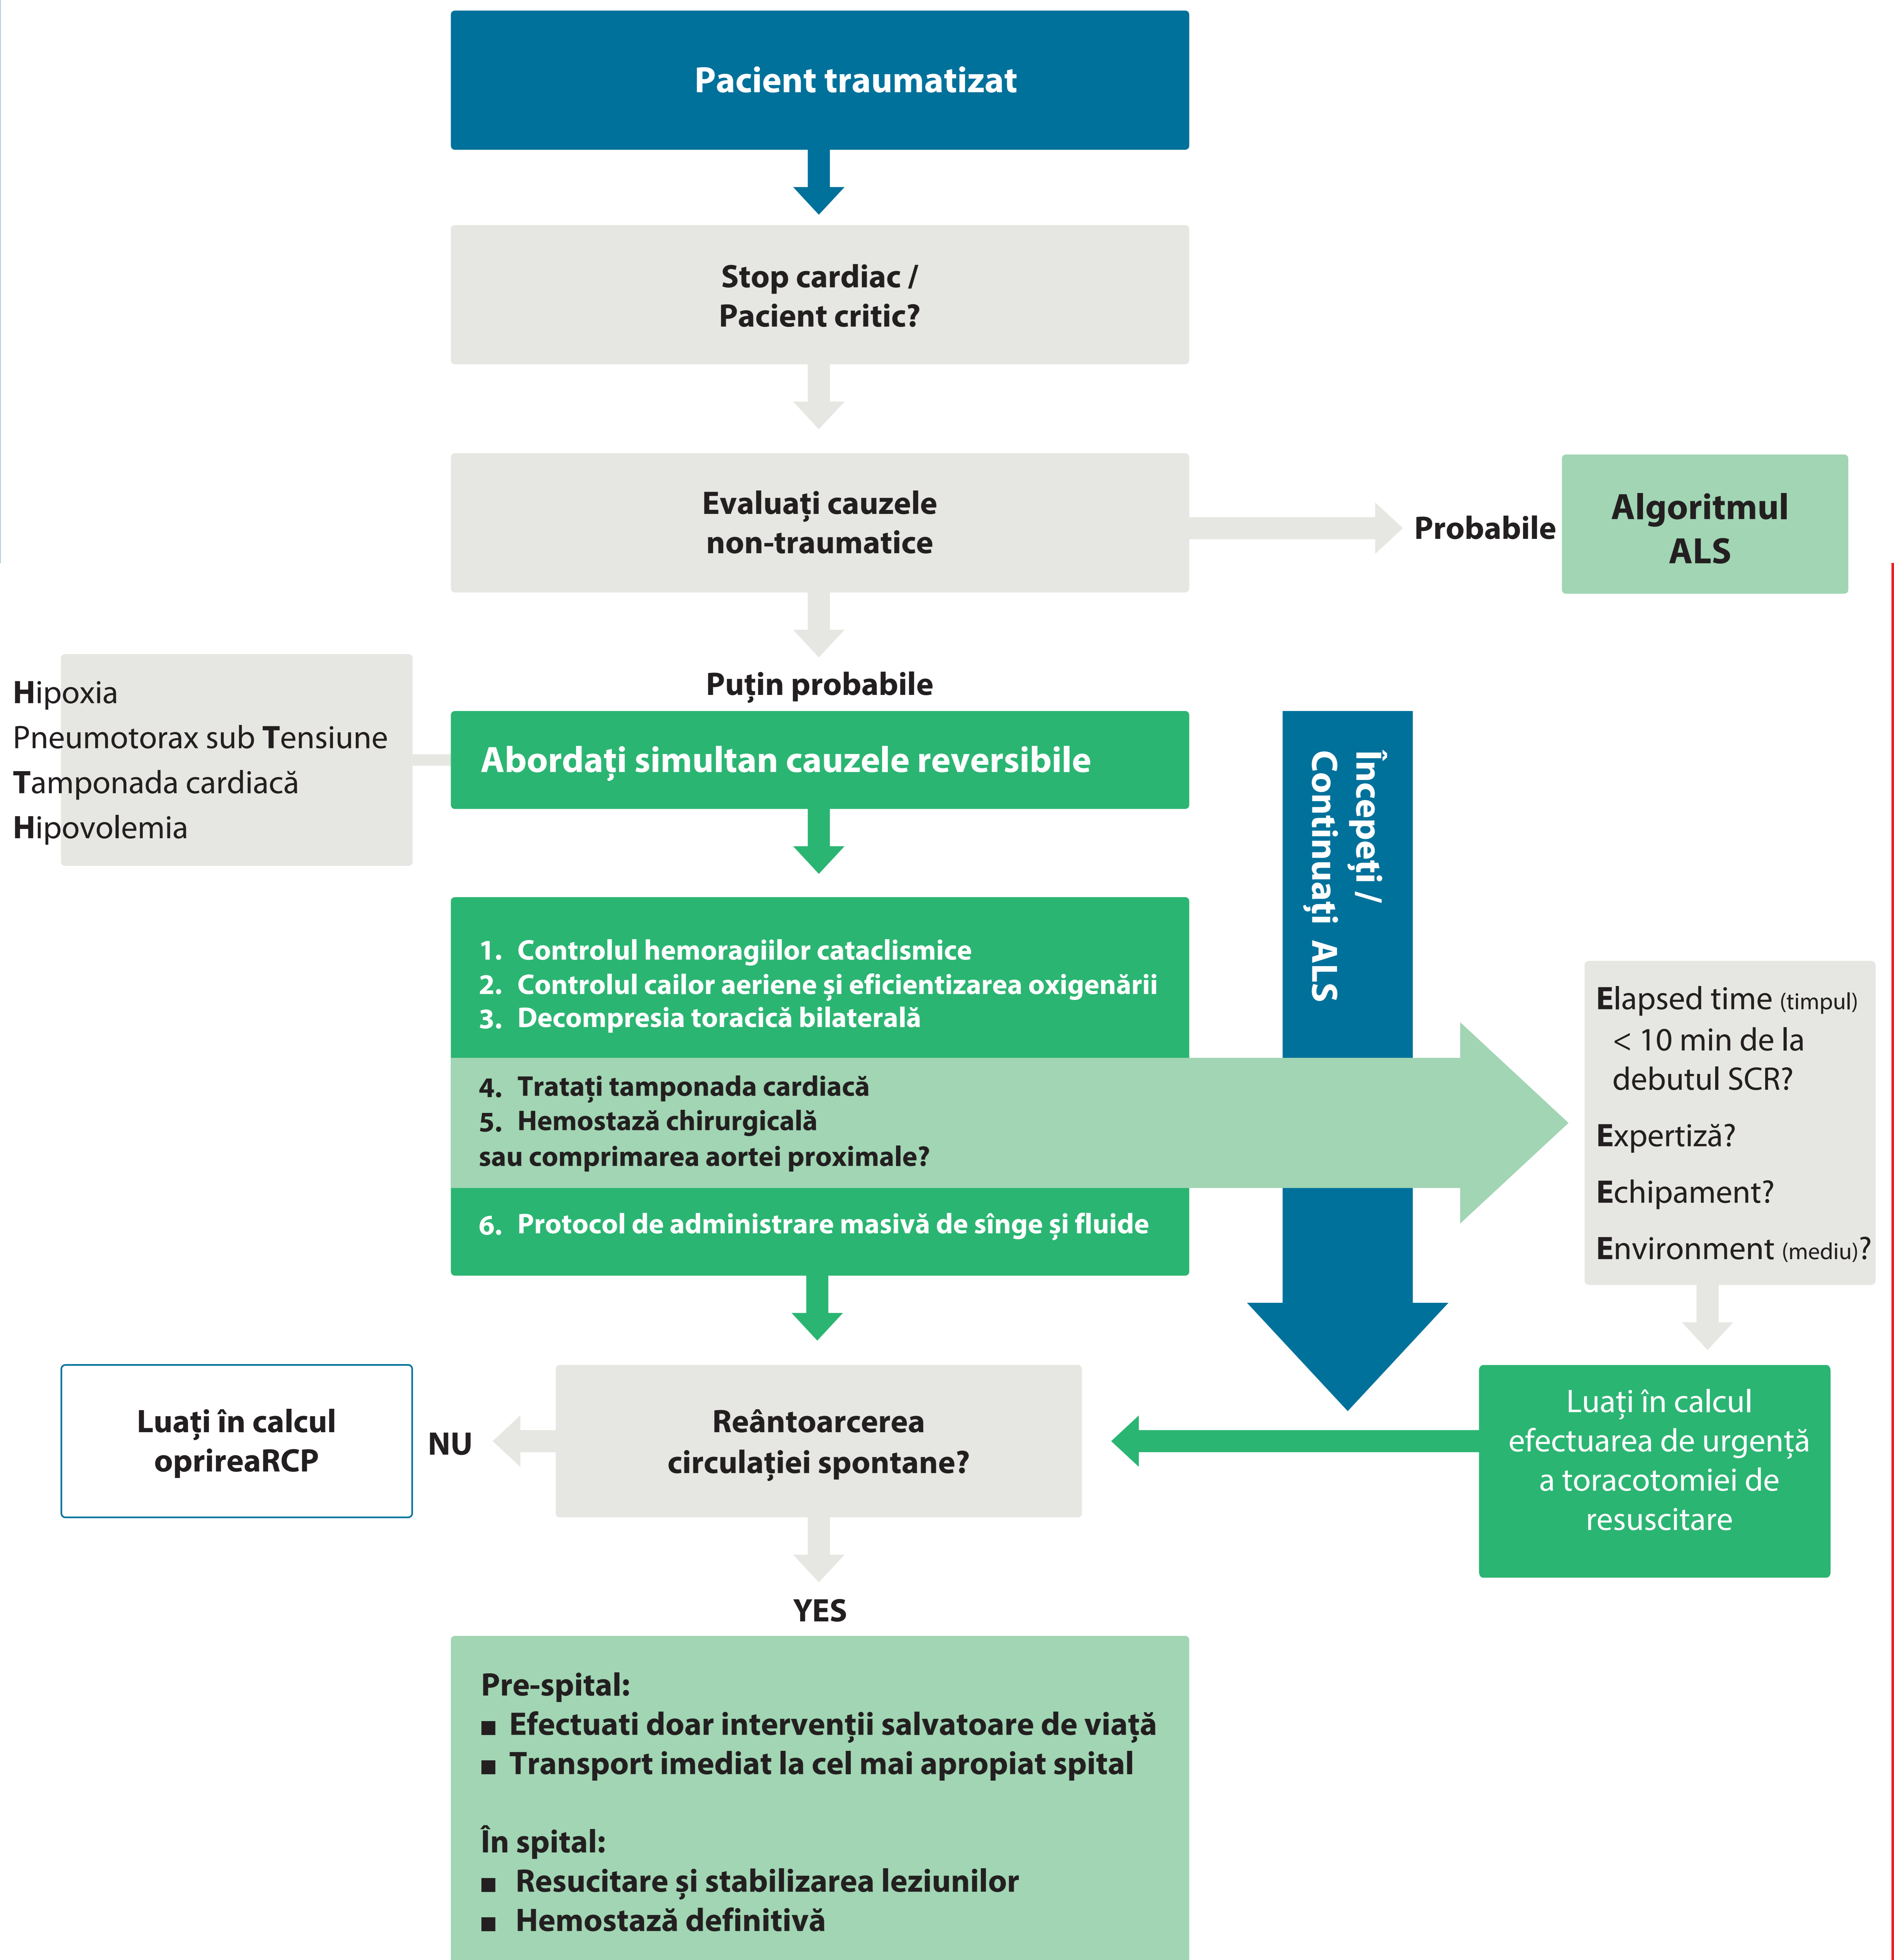 Pacient traumatizat
Stop cardiac /
Pacient critic?
Evaluați cauzele
non-traumatice
Probabile
Algoritmul
ALS
Puțin probabile
Hipoxia
Pneumotorax sub Tensiune
Tamponada cardiacă
Hipovolemia
Abordați simultan cauzele reversibile
Începeți /
Continuați ALS
1. Controlul hemoragiilor cataclismice
2. Controlul cailor aeriene și eficientizarea oxigenării
3. Decompresia toracică bilaterală
4. Tratați tamponada cardiacă
5. Hemostază chirurgicală
sau comprimarea aortei proximale?
6. Protocol de administrare masivă de sînge și fluide
Elapsed time (timpul)
< 10 min de la
debutul SCR?
Expertiză?
Echipament?
Environment (mediu)?
Luați în calcul
oprireaRCP
NU
Reântoarcerea
circulației spontane?
Luați în calcul
efectuarea de urgență
a toracotomiei de
resuscitare
YES
Pre-spital:
■ Efectuati doar intervenții salvatoare de viață
■ Transport imediat la cel mai apropiat spital
În spital:
■ Resucitare și stabilizarea leziunilor
■ Hemostază definitivă